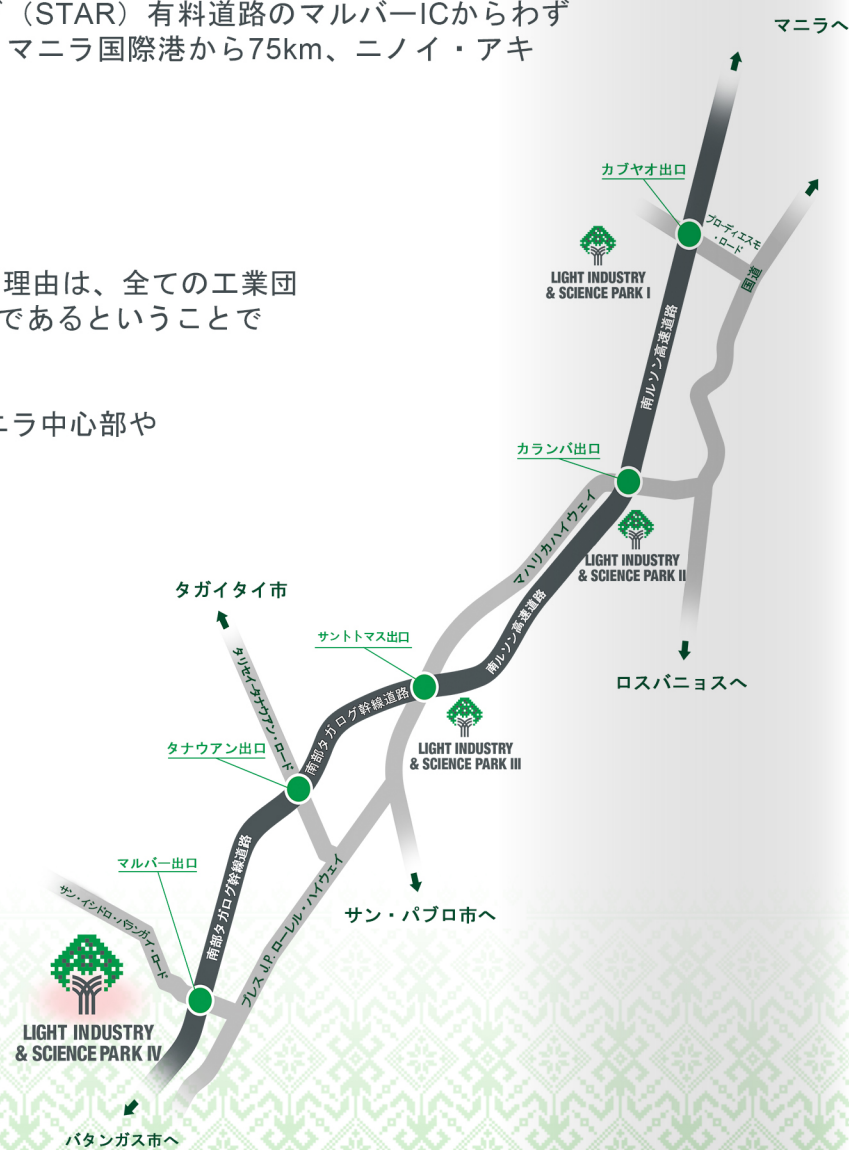 （STAR）有料道路のマルバーICからわず
マニラ国際港から75km、ニノイ・アキ
理由は、全ての工業団
であるということで
ニラ中心部や
マニラへ
カブヤオ出口
ブローディエスモ
・ロード
国道
LIGHT INDUSTRY
& SCIENCE PARK I
南ルソン高速道路
カランバ出口
マハリカハイウェイ
LIGHT INDUSTRY
& SCIENCE PARK II
南ルソン高速道路
タガイタイ市
サントトマス出口
ロスバニョスへ
タリセイ-タナウアン・ロード
南部タガログ幹線道路
LIGHT INDUSTRY
& SCIENCE PARK III
タナウアン出口
南部タガログ幹線道路
マルバー出口
プレス J.P. ローレル・ハイウェイ
サン・パブロ市へ
サン・イシドロ・バランガイ・ロード
LIGHT INDUSTRY
& SCIENCE PARK IV
バタンガス市へ